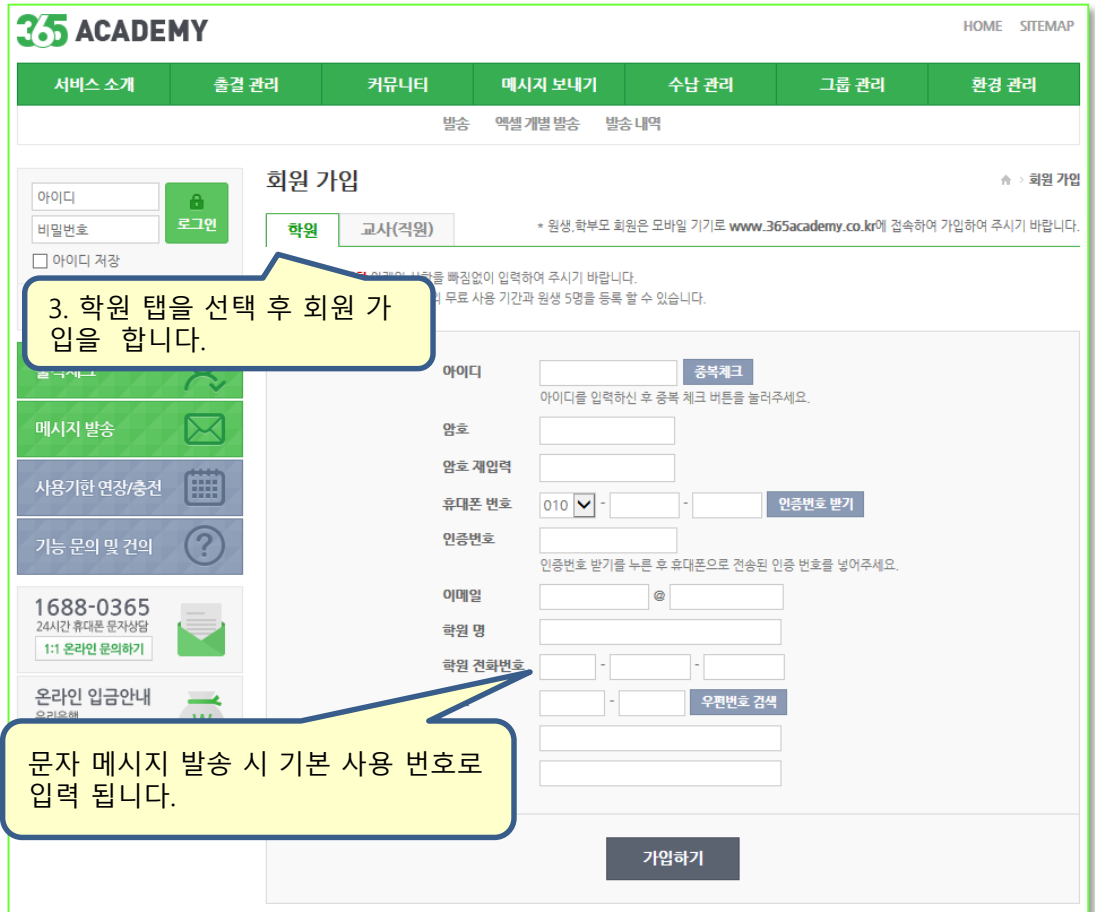 365 ACADEMY
HOME SITEMAP
서비스 소개 출결 관리 커뮤니티 메시지 보내기 수납 관리 그룹 관리 환경 관리
발송 엑셀 개별 발송 발송 내역
아이디
비밀번호
로그인
아이디 저장
회원 가입
회원 가입
학원 교사(직원)
* 원생,학부모 회원은 모바일 기기로 www.365academy.co.kr에 접속하여 가입하여 주시기 바랍니다.
빠짐없이 입력하여 주시기 바랍니다.
무료 사용 기간과 원생 5명을 등록 할 수 있습니다.
3. 학원 탭을 선택 후 회원 가
입을 합니다.
메시지 발송
사용기한 연장/충전
기능 문의 및 건의
1688-0365
24시간 휴대폰 문자상담
1:1 온라인 문의하기
온라인 입금안내
우리은행
아이디 중복체크
아이디를 입력하신 후 중복 체크 버튼을 눌러주세요.
암호
암호 재입력
휴대폰 번호 010 - - 인증번호 받기
인증번호
인증번호 받기를 누른 후 휴대폰으로 전송된 인증 번호를 넣어주세요.
이메일 @
학원 명
학원 전화번호 - -
- 우편번호 검색
문자 메시지 발송 시 기본 사용 번호로
입력 됩니다.
가입하기